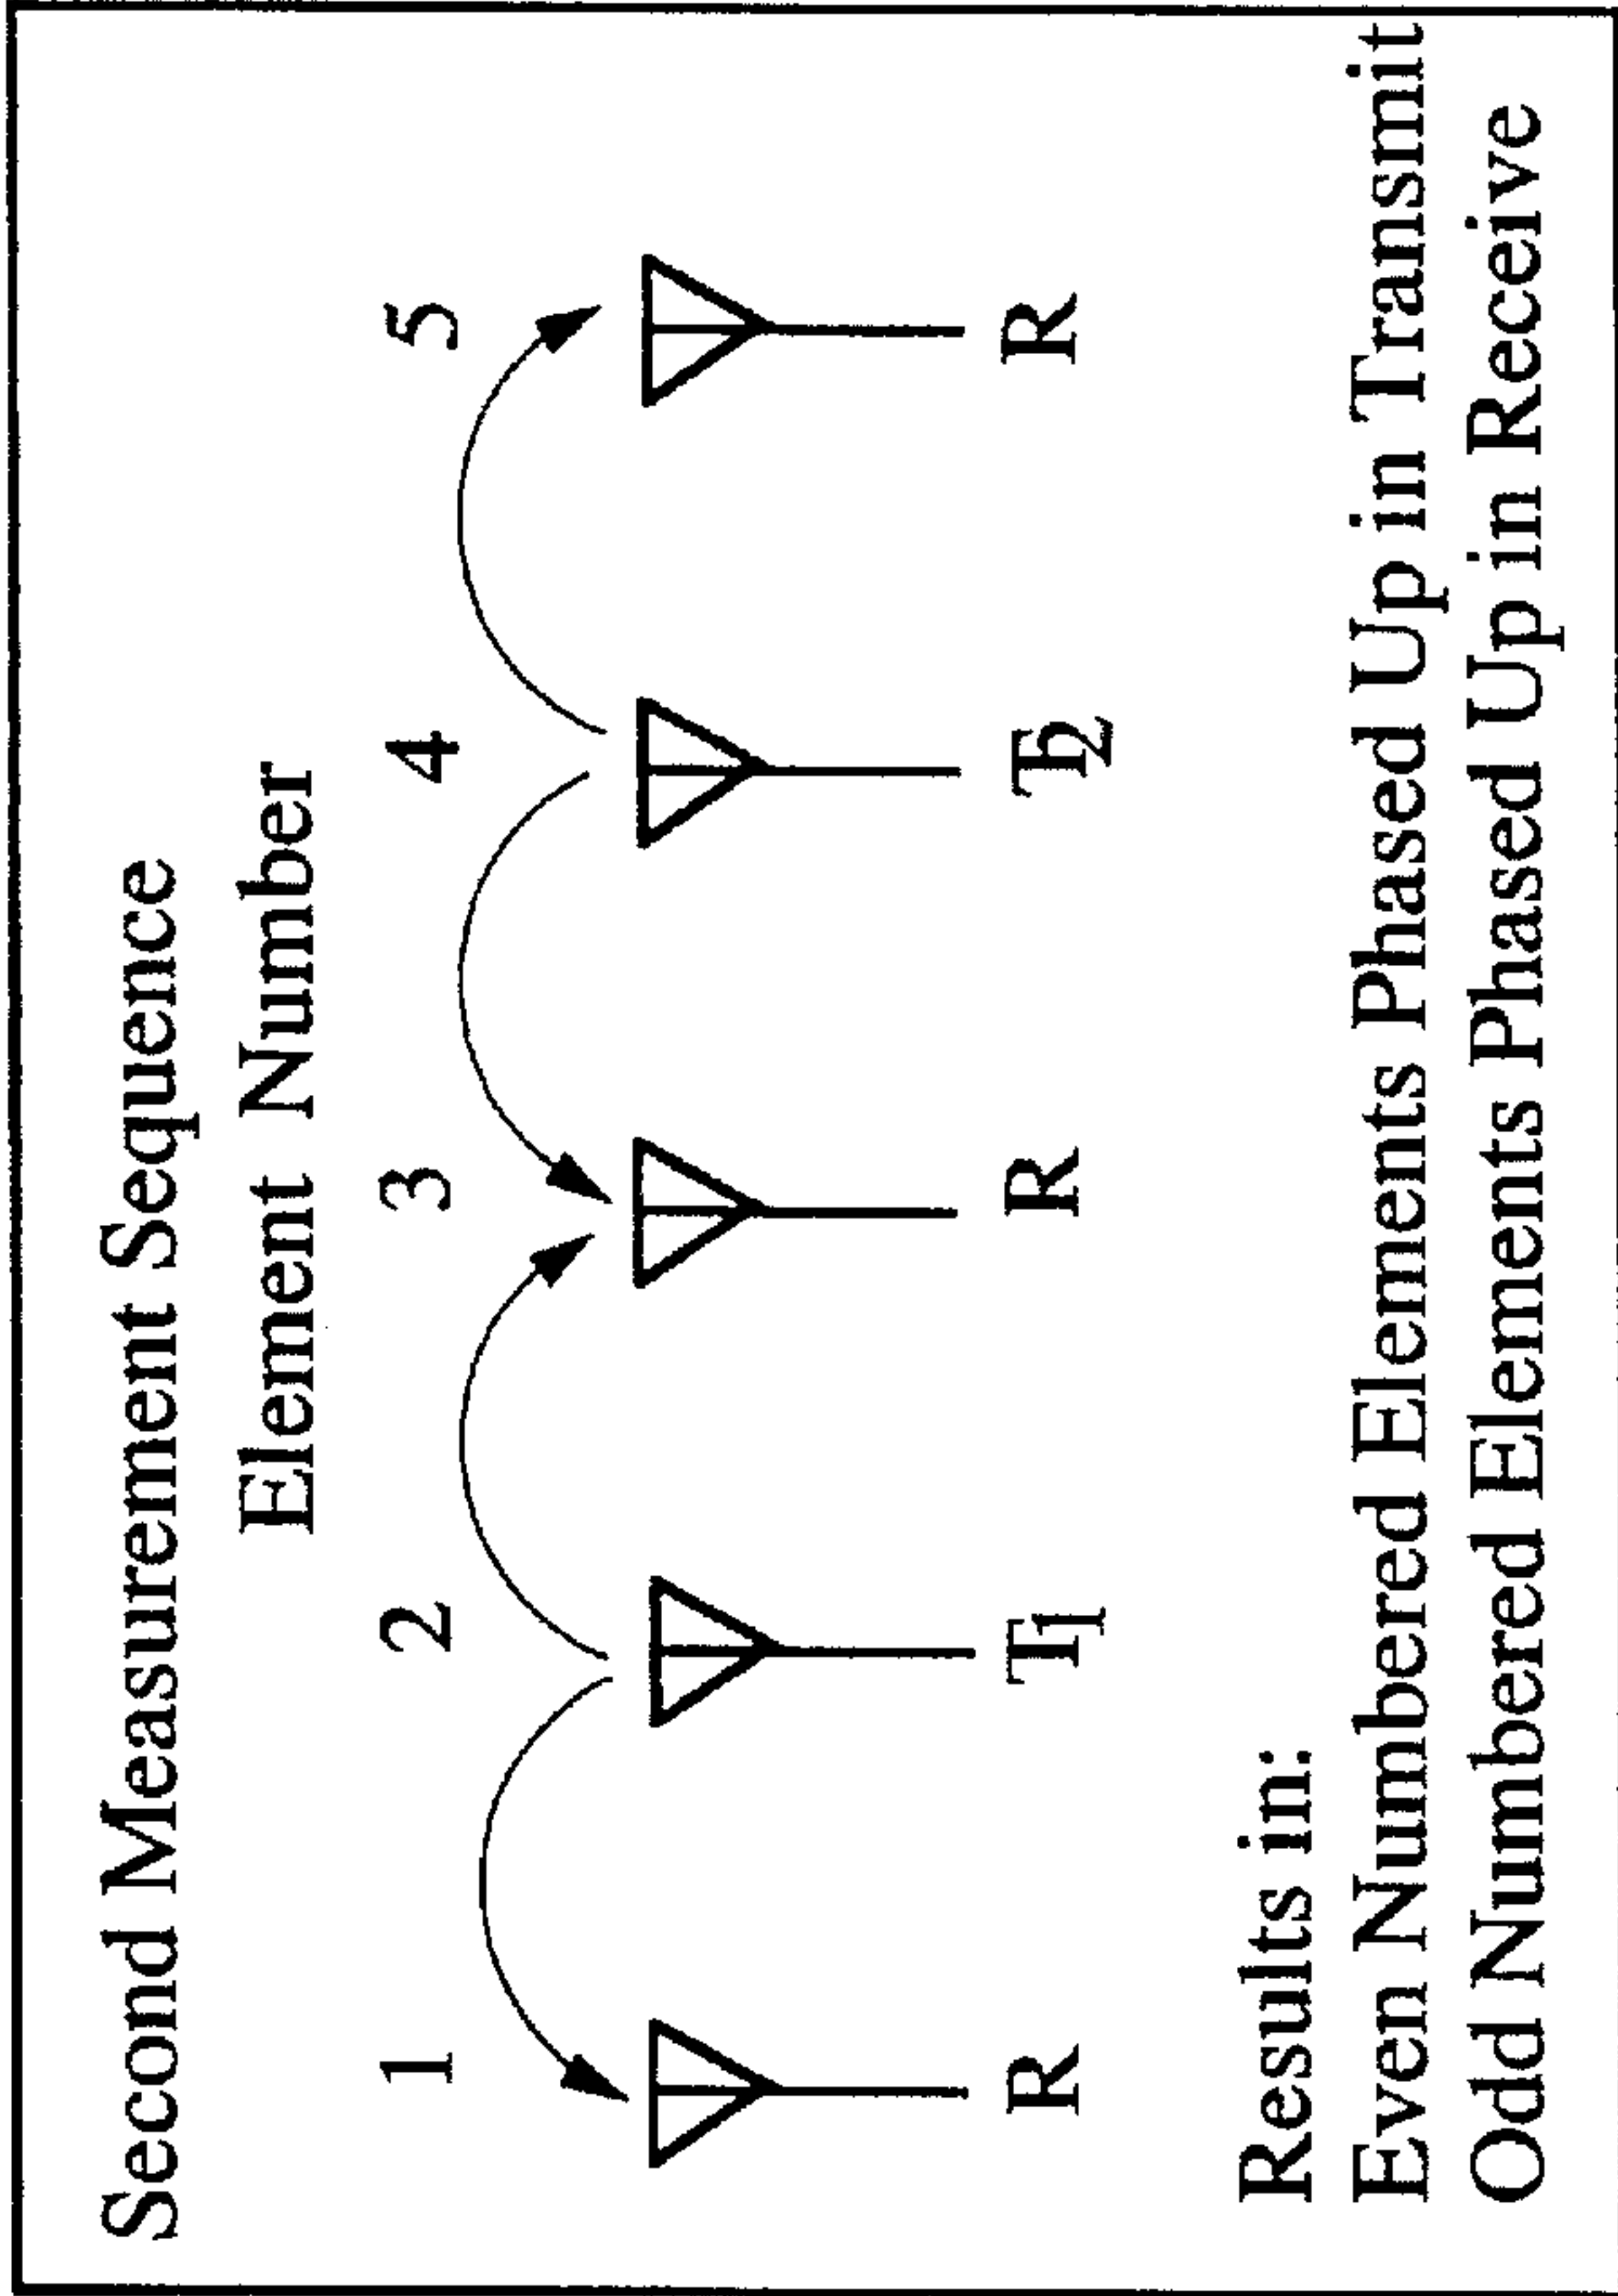 Second Measurement Sequence
Element Number
1 2 3 4 5
R T1 R T2 R
Results in:
Even Numbered Elements Phased Up in Transmit
Odd Numbered Elements Phased Up in Receive